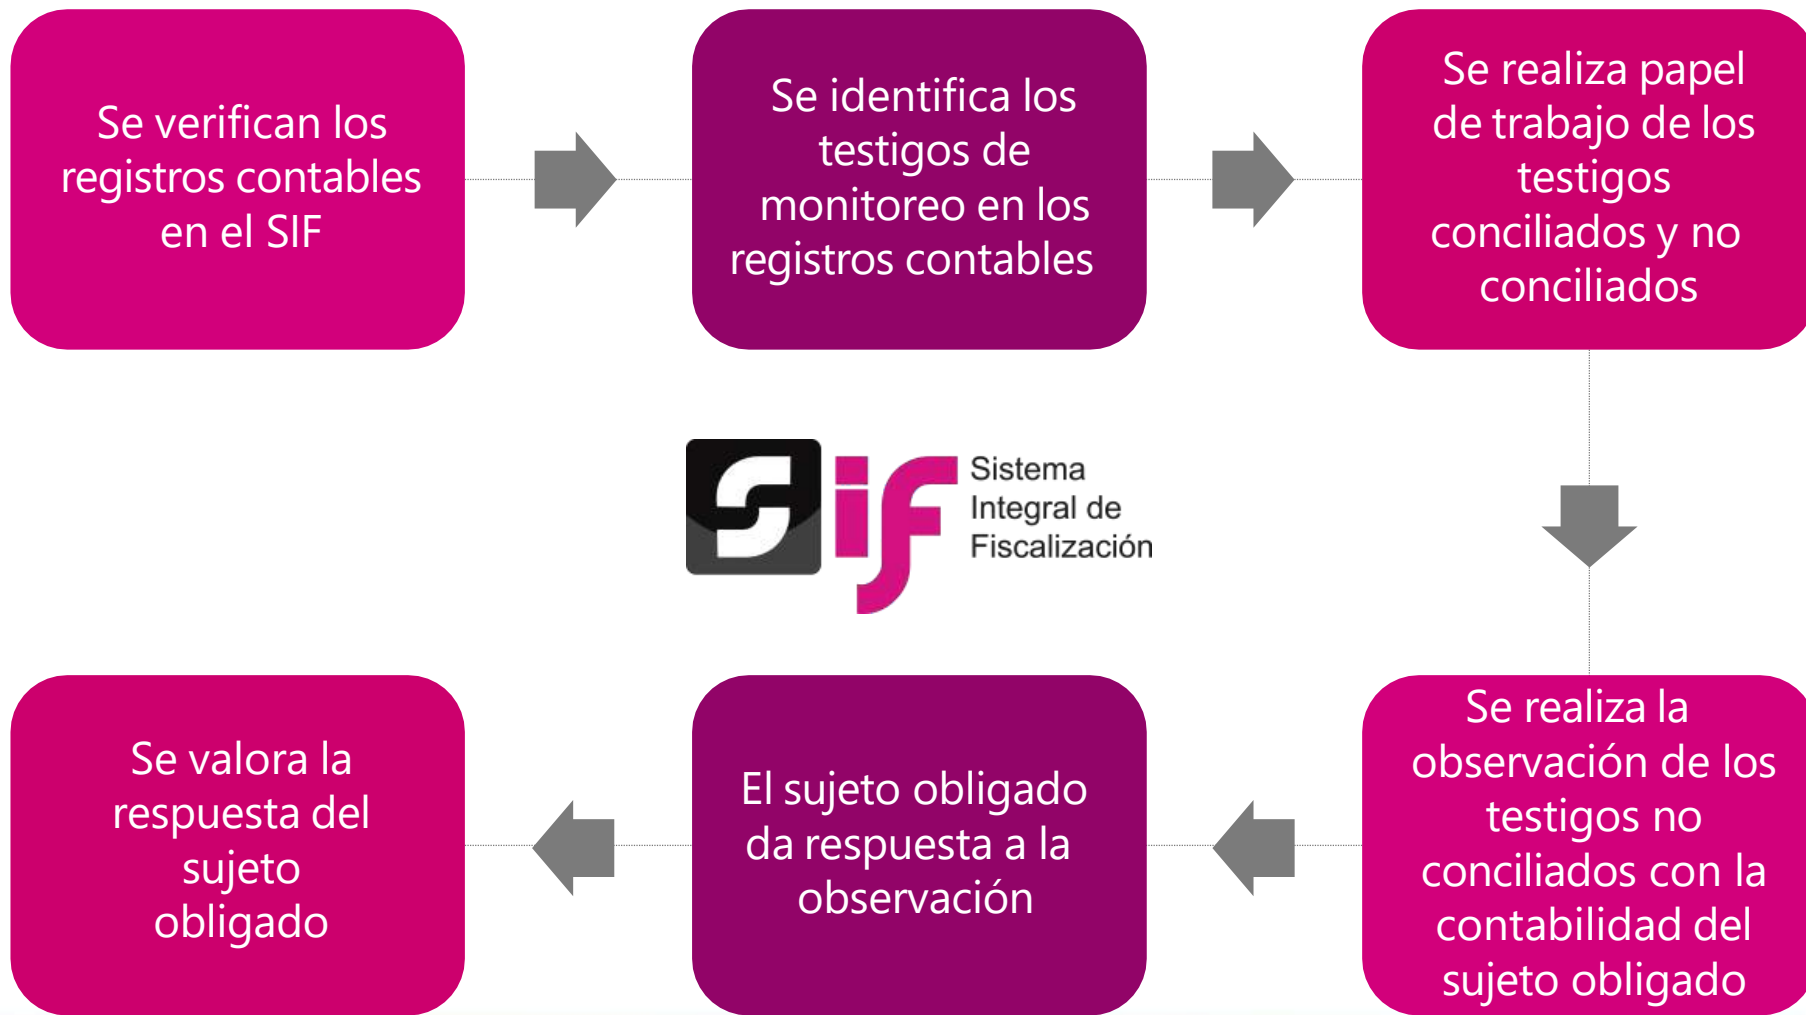 Se verifican los
registros contables
en el SIF
Se identifica los
testigos de
monitoreo en los
registros contables
Se realiza papel
de trabajo de los
testigos
conciliados y no
conciliados
Sif
Sistema
Integral de
Fiscalización
Se realiza la
observación de los
testigos no
conciliados con la
contabilidad del
sujeto obligado
El sujeto obligado
da respuesta a la
observación
Se valora la
respuesta del
sujeto
obligado